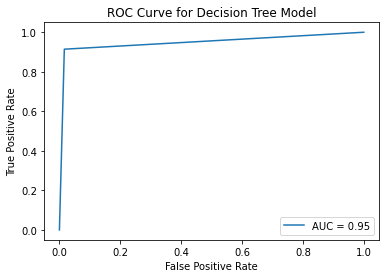 ROC Curve for Decision Tree Model
1.0
0.8
0.6
0.4
0.2
0.0
True Positive Rate
AUC = 0.95
0.0 0.2 0.4 0.6 0.8 1.0
False Positive Rate